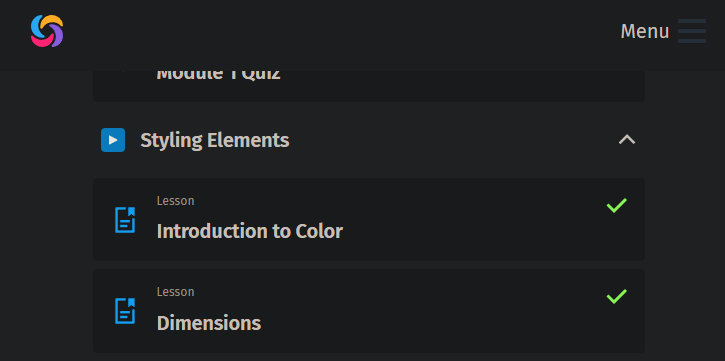 Menu
Module 1 Quiz
Styling Elements
Lesson
Introduction to Color
Lesson
Dimensions